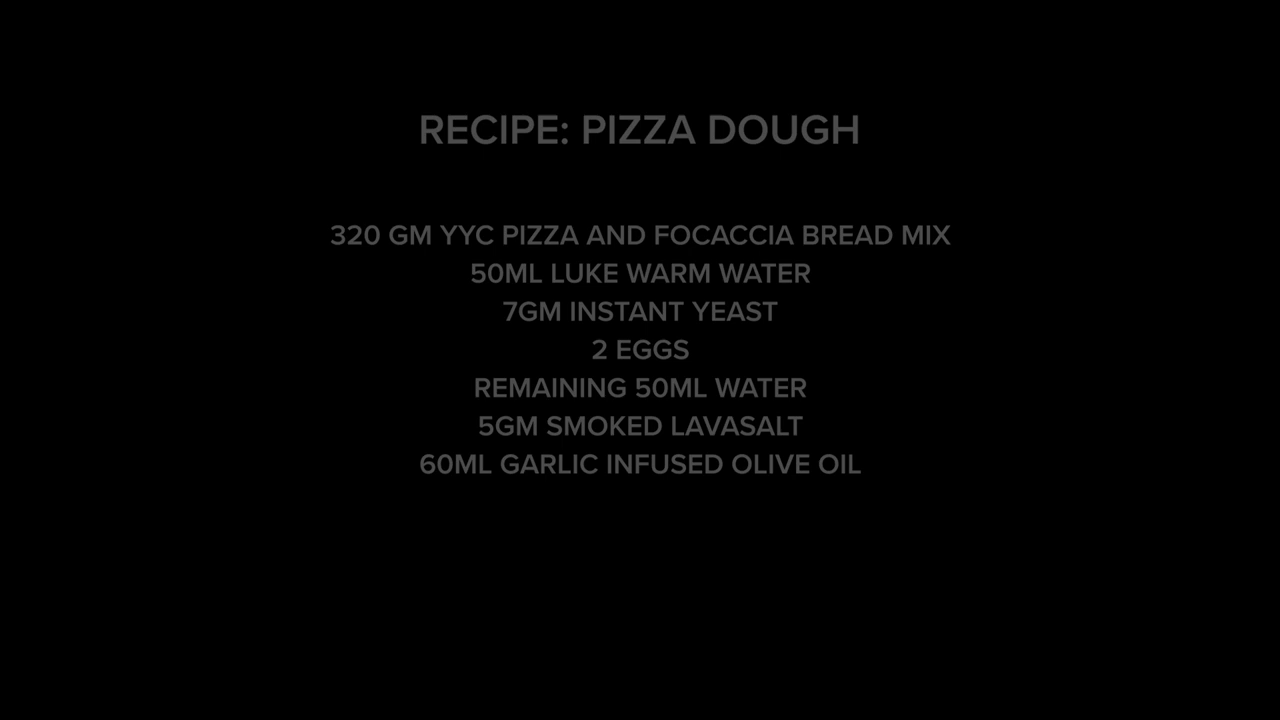 RECIPE: PIZZA DOUGH
320 GM YYC PIZZA AND FOCACCIA BREAD MIX
50ML LUKE WARM WATER
7GM INSTANT YEAST
2 EGGS
REMAINING 50ML WATER
5GM SMOKED LAVASALT
60ML GARLIC INFUSED OLIVE OIL